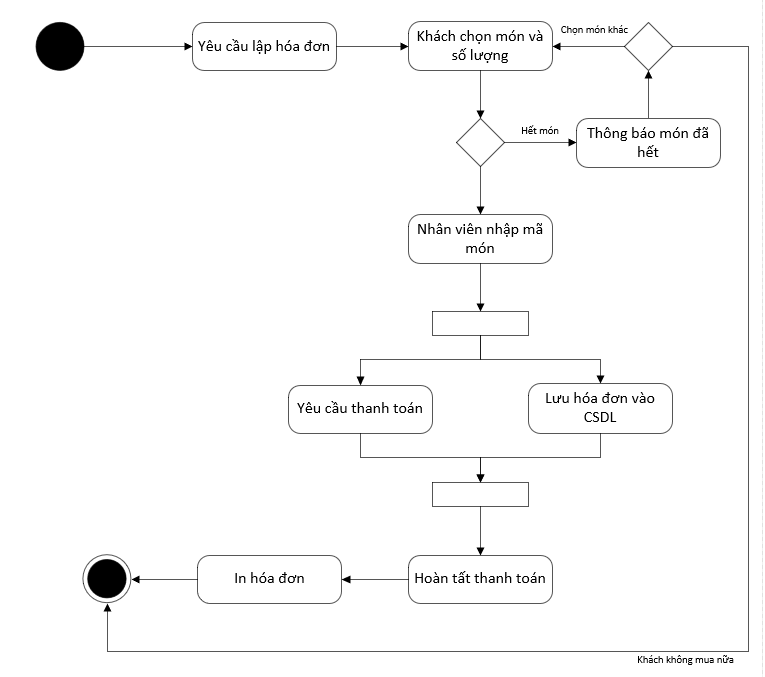 Yêu cầu lập hóa đơn
Khách chọn món và
số lượng
Chọn món khác
Hết món
Thông báo món đã
hết
Nhân viên nhập mã
món
Yêu cầu thanh toán
Lưu hóa đơn vào
CSDL
In hóa đơn
Hoàn tất thanh toán
Khách không mua nữa